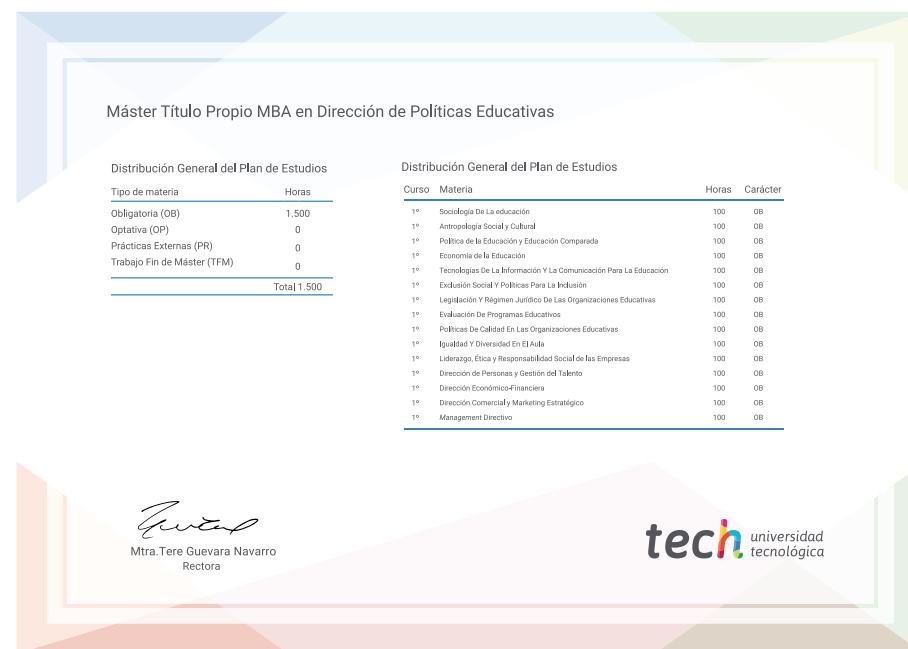 Máster Título Propio MBA en Dirección de Políticas Educativas
Distribución General del Plan de Estudios
Tipo de materia Horas
Obligatoria (OB) 1.500
Optativa (OP) 0
Prácticas Externas (PR) 0
Trabajo Fin de Máster (TFM) 0
Total 1.500
Distribución General del Plan de Estudios
Curso Materia Horas Carácter
1º Sociología De La educación 100 OB
1º Antropología Social y Cultural 100 OB
1º Política de la Educación y Educación Comparada 100 OB
1º Economía de la Educación 100 OB
1º Tecnologías De La Información Y La Comunicación Para La Educación 100 OB
1º Exclusión Social Y Políticas Para La Inclusión 100 OB
1º Legislación Y Régimen Jurídico De Las Organizaciones Educativas 100 OB
1º Evaluación De Programas Educativos 100 OB
1º Políticas De Calidad En Las Organizaciones Educativas 100 OB
1º Igualdad Y Diversidad En El Aula 100 OB
1º Liderazgo, Ética y Responsabilidad Social de las Empresas 100 OB
1º Dirección de Personas y Gestión del Talento 100 OB
1º Dirección Económico-Financiera 100 OB
1º Dirección Comercial y Marketing Estratégico 100 OB
1º Management Directivo 100 OB
Mtra.Tere Guevara Navarro
Rectora
tech universidad
tecnológica